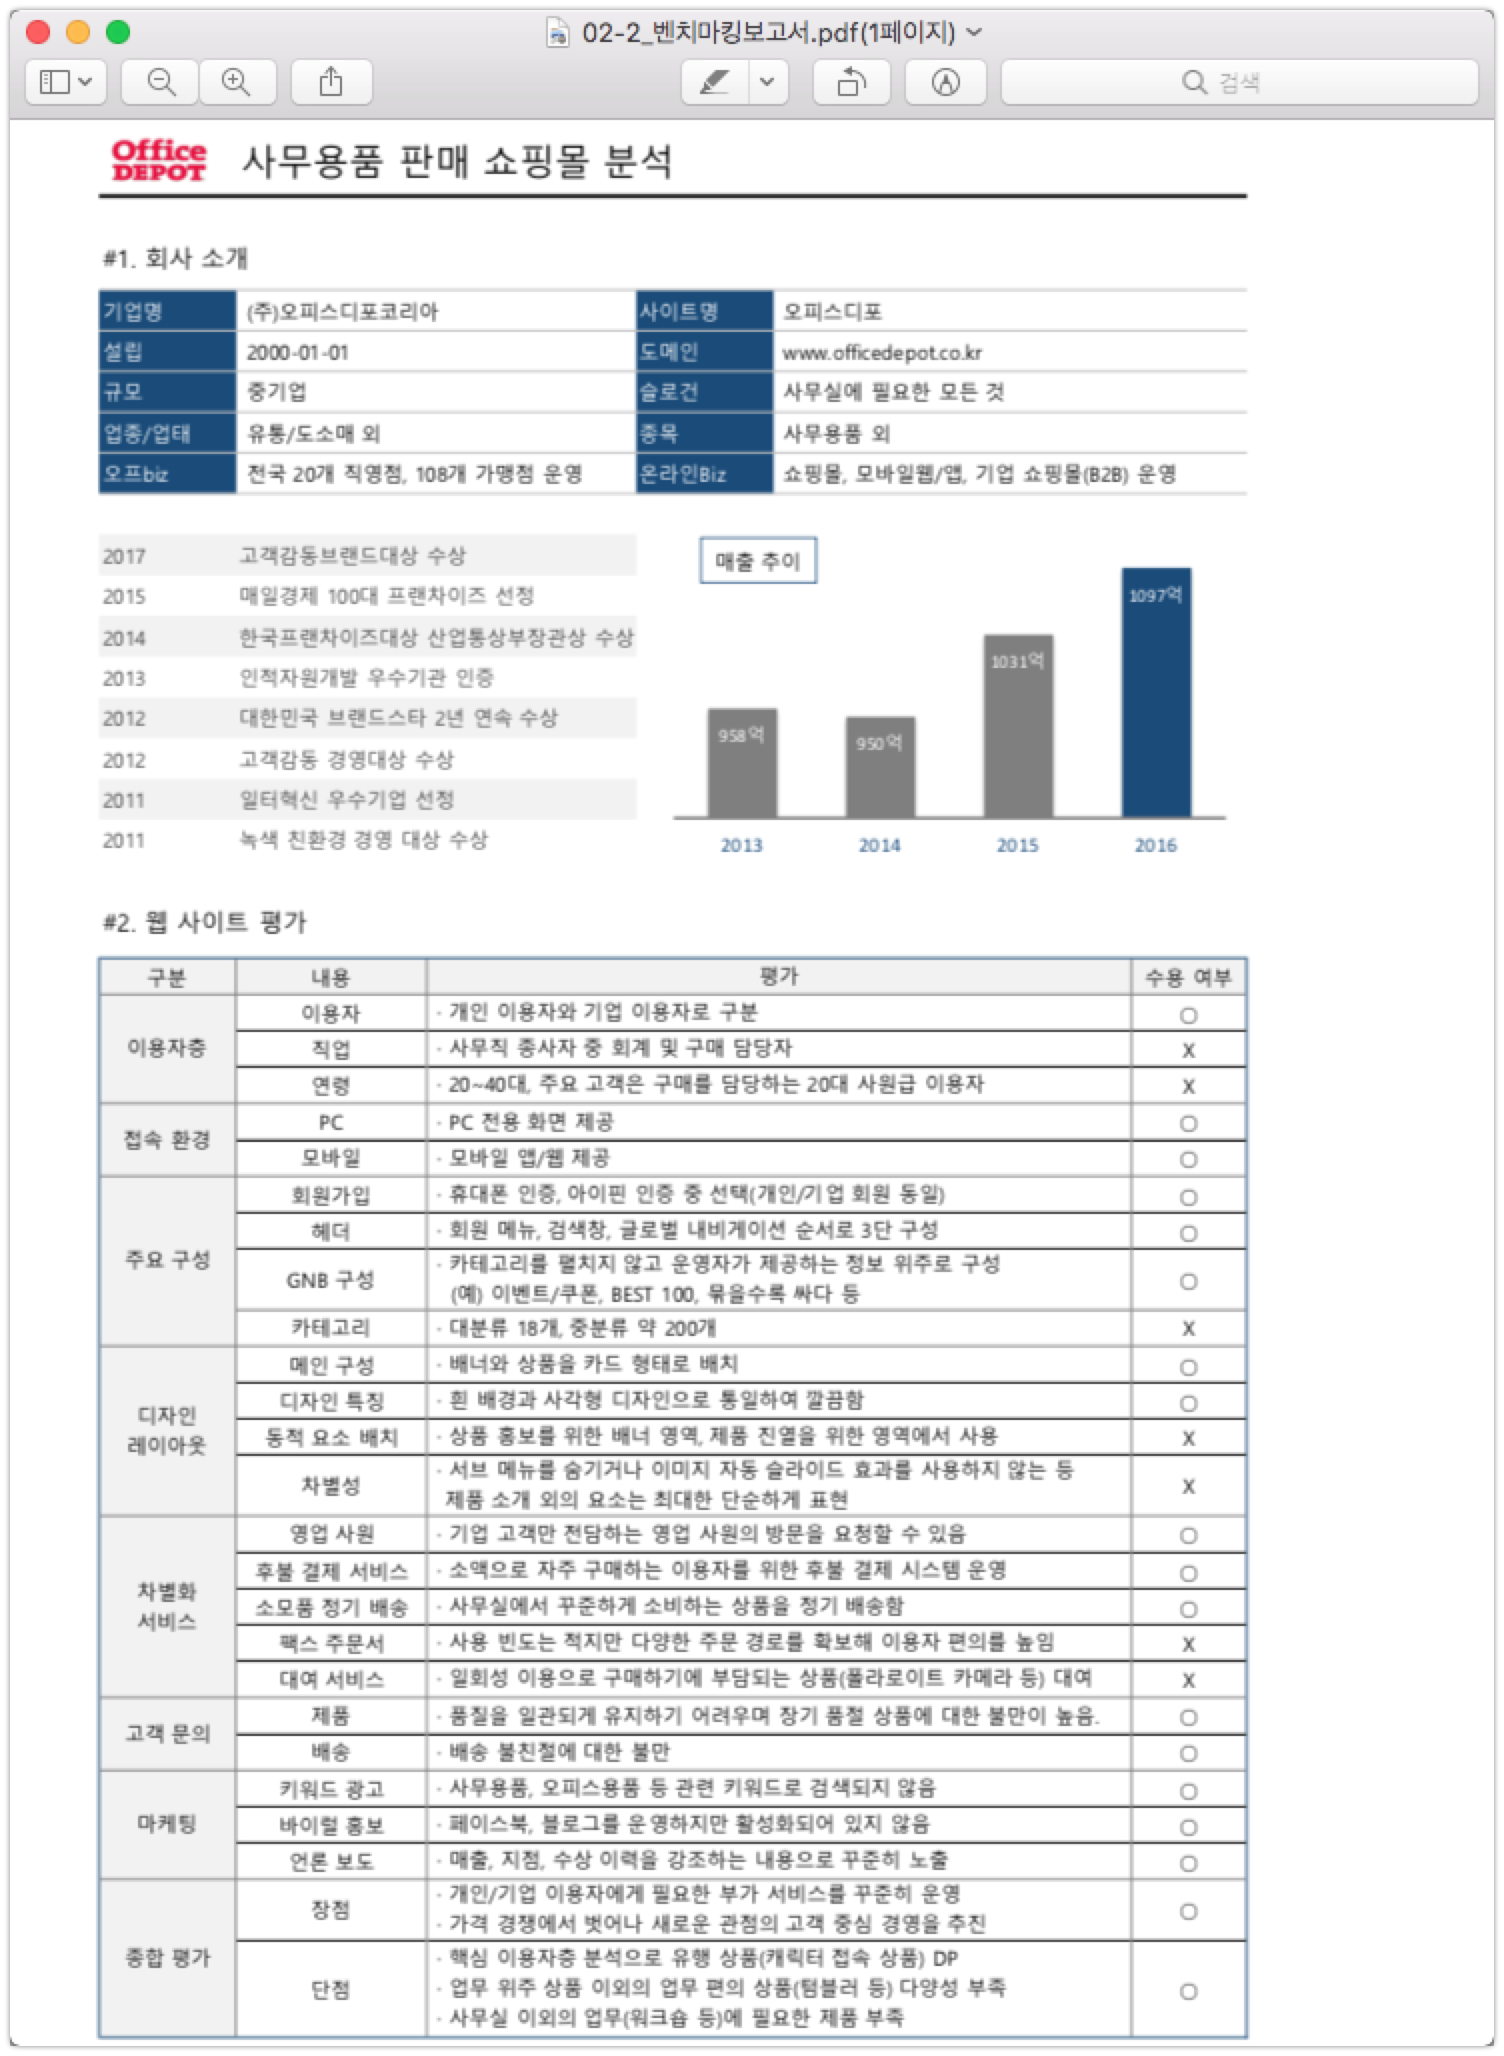 02-2_벤치마킹보고서.pdf(1페이지)
검색
Office DEPOT 사무용품 판매 쇼핑몰 분석
#1. 회사 소개
기업명 (주)오피스디포코리아 사이트명 오피스디포
설립 2000-01-01 도메인 www.officedepot.co.kr
규모 중기업 슬로건 사무실에 필요한 모든 것
업종/업태 유통/도소매 외 종목 사무용품 외
오프biz 전국 20개 직영점, 108개 가맹점 운영 온라인Biz 쇼핑몰, 모바일웹/앱, 기업 쇼핑몰(B2B) 운영
2017 고객감동브랜드대상 수상
2015 매일경제 100대 프랜차이즈 선정
2014 한국프랜차이즈대상 산업통상부장관상 수상
2013 인적자원개발 우수기관 인증
2012 대한민국 브랜드스타 2년 연속 수상
2012 고객감동 경영대상 수상
2011 일터혁신 우수기업 선정
2011 녹색 친환경 경영 대상 수상
매출 추이
958억 950억 1031억 1097억
2013 2014 2015 2016
#2. 웹 사이트 평가
구분 내용 평가 수용 여부
이용자층
이용자 · 개인 이용자와 기업 이용자로 구분 ○
직업 · 사무직 종사자 중 회계 및 구매 담당자 X
연령 · 20~40대, 주요 고객은 구매를 담당하는 20대 사원급 이용자 X
접속 환경
PC · PC 전용 화면 제공 ○
모바일 · 모바일 앱/웹 제공 ○
주요 구성
회원가입 · 휴대폰 인증, 아이핀 인증 중 선택(개인/기업 회원 동일) ○
헤더 · 회원 메뉴, 검색창, 글로벌 내비게이션 순서로 3단 구성 ○
GNB 구성 · 카테고리를 펼치지 않고 운영자가 제공하는 정보 위주로 구성 ○
(예) 이벤트/쿠폰, BEST 100, 묶을수록 싸다 등
카테고리 · 대분류 18개, 중분류 약 200개 X
디자인
레이아웃
메인 구성 · 배너와 상품을 카드 형태로 배치 ○
디자인 특징 · 흰 배경과 사각형 디자인으로 통일하여 깔끔함 ○
동적 요소 배치 · 상품 홍보를 위한 배너 영역, 제품 진열을 위한 영역에서 사용 X
차별성 · 서브 메뉴를 숨기거나 이미지 자동 슬라이드 효과를 사용하지 않는 등 X
제품 소개 외의 요소는 최대한 단순하게 표현
차별화
서비스
영업 사원 · 기업 고객만 전담하는 영업 사원의 방문을 요청할 수 있음 ○
후불 결제 서비스 · 소액으로 자주 구매하는 이용자를 위한 후불 결제 시스템 운영 ○
소모품 정기 배송 · 사무실에서 꾸준하게 소비하는 상품을 정기 배송함 ○
팩스 주문서 · 사용 빈도는 적지만 다양한 주문 경로를 확보해 이용자 편의를 높임 X
대여 서비스 · 일회성 이용으로 구매하기에 부담되는 상품(폴라로이트 카메라 등) 대여 X
고객 문의
제품 · 품질을 일관되게 유지하기 어려우며 장기 품절 상품에 대한 불만이 높음. ○
배송 · 배송 불친절에 대한 불만 ○
마케팅
키워드 광고 · 사무용품, 오피스용품 등 관련 키워드로 검색되지 않음 ○
바이럴 홍보 · 페이스북, 블로그를 운영하지만 활성화되어 있지 않음 ○
언론 보도 · 매출, 지점, 수상 이력을 강조하는 내용으로 꾸준히 노출 ○
종합 평가
장점 · 개인/기업 이용자에게 필요한 부가 서비스를 꾸준히 운영 ○
· 가격 경쟁에서 벗어나 새로운 관점의 고객 중심 경영을 추진
단점 · 핵심 이용자층 분석으로 유행 상품(캐릭터 접속 상품) DP ○
· 업무 위주 상품 이외의 업무 편의 상품(텀블러 등) 다양성 부족
· 사무실 이외의 업무(워크숍 등)에 필요한 제품 부족